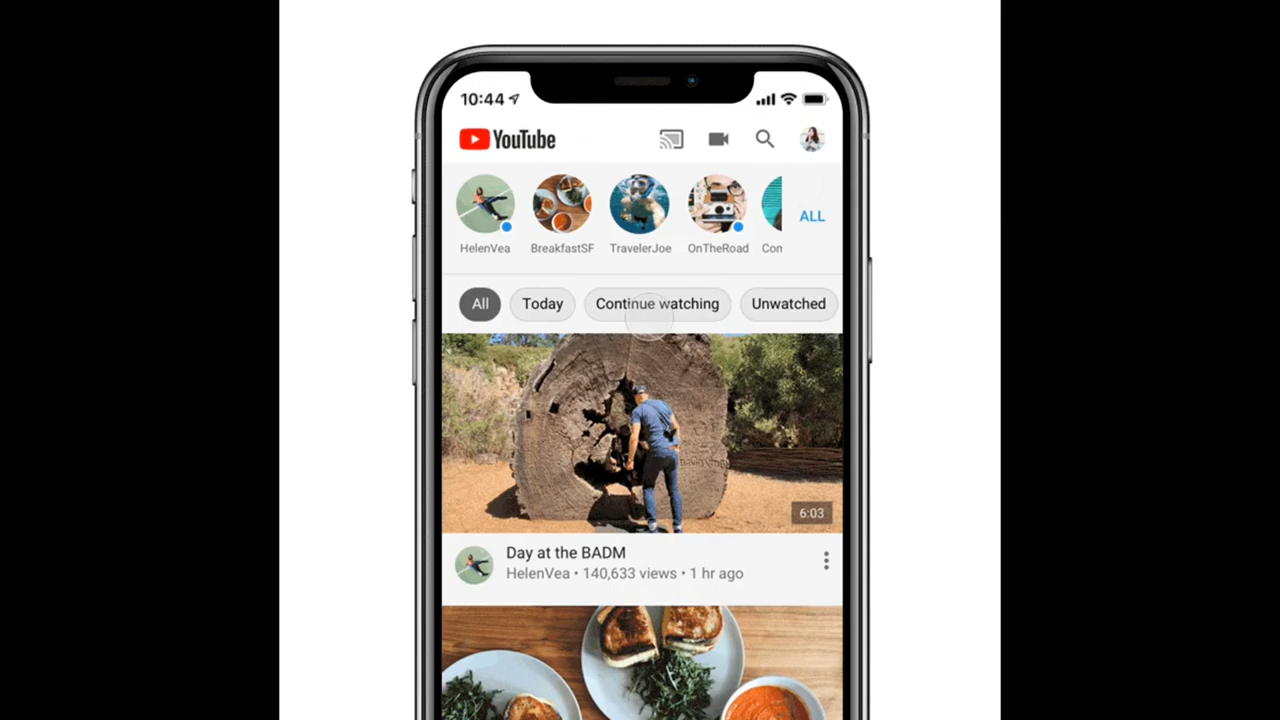 10:44
YouTube
ALL
HelenVea BreakfastSF TravelerJoe OnTheRoad Con
All Today Continue watching Unwatched
6:03
Day at the BADM
HelenVea • 140,633 views • 1 hr ago